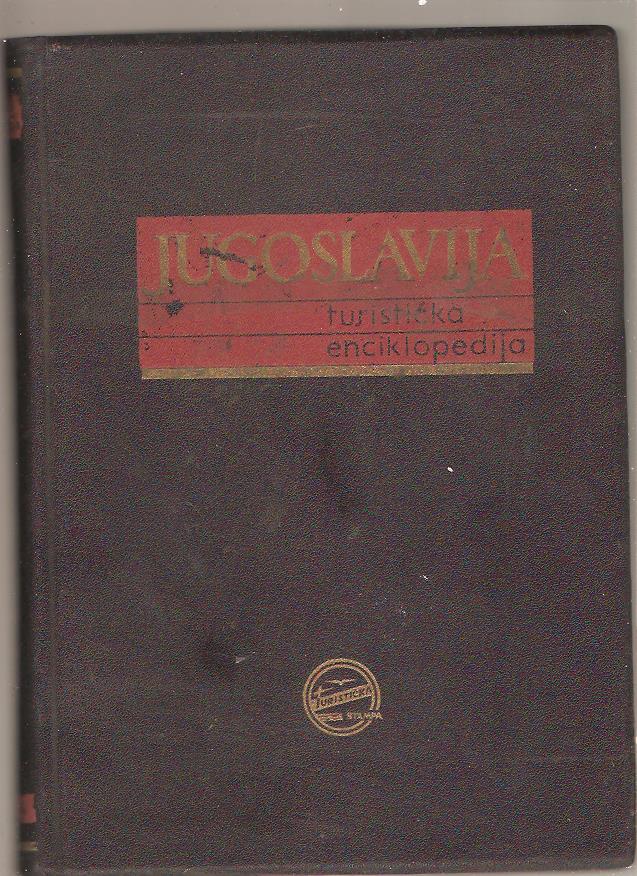 JUGOSLAVIJA
turistička
enciklopedija
TURISTIČKA
ŠTAMPA